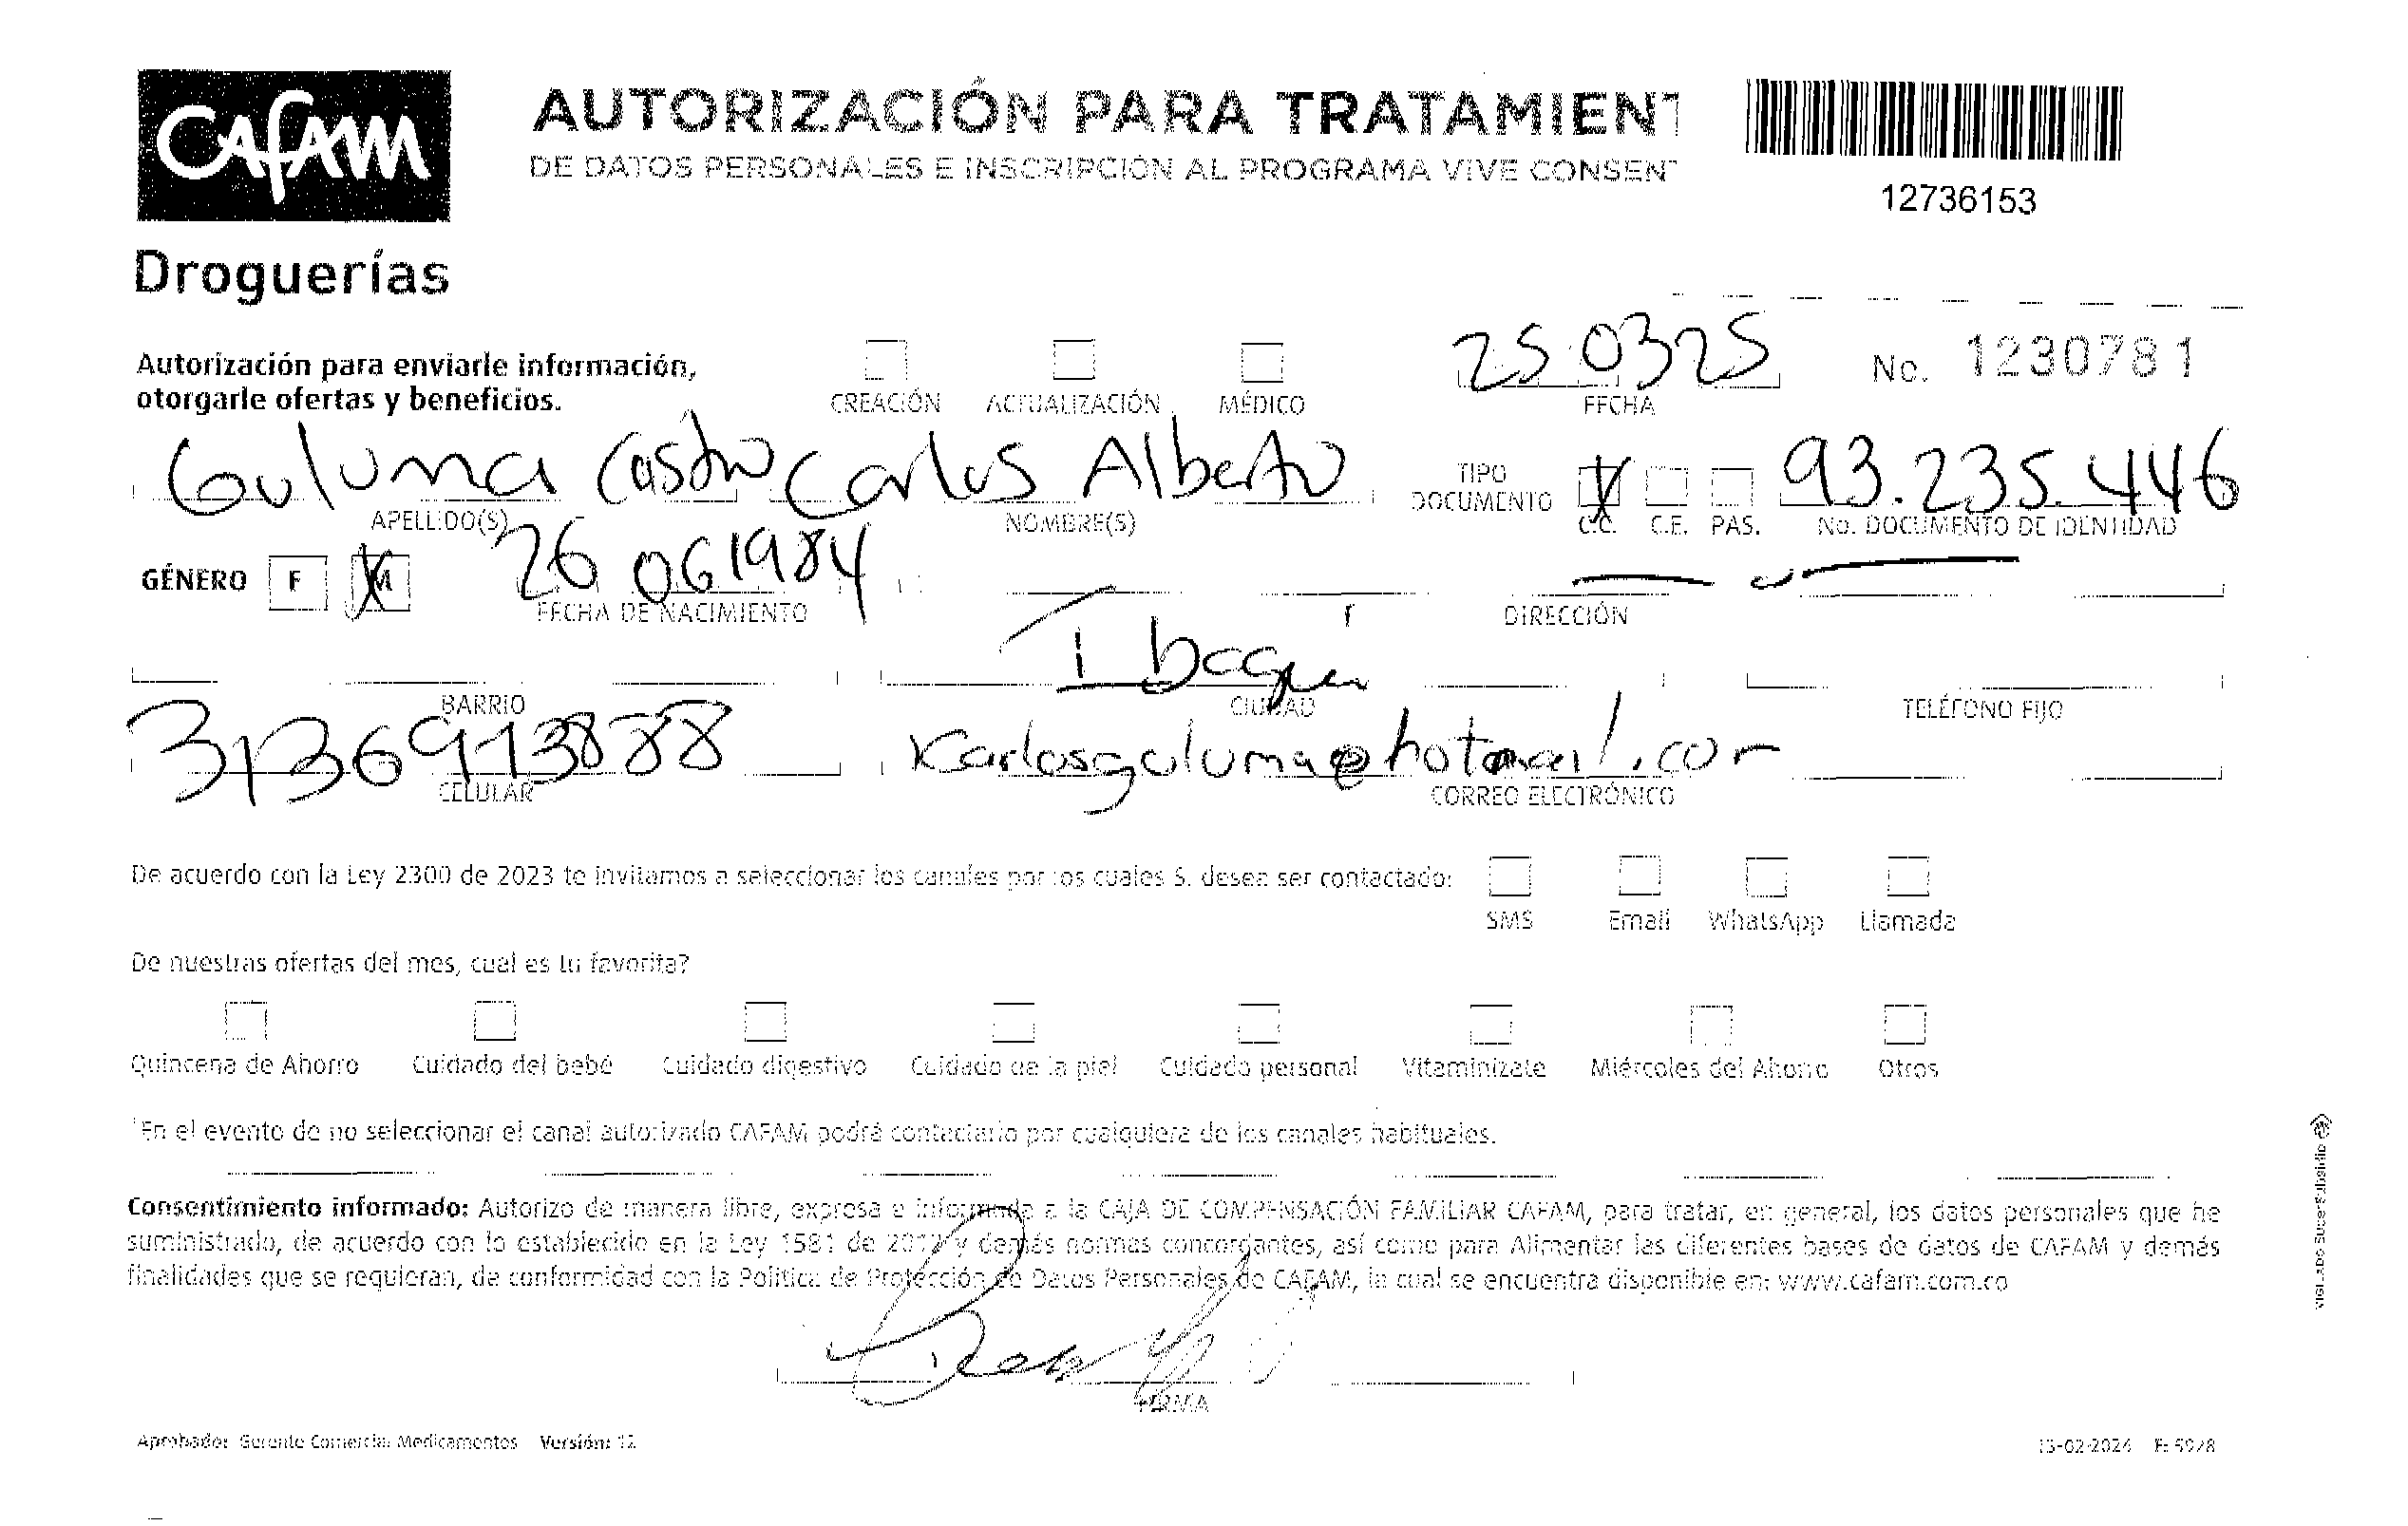 CAFAM
Droguerías
AUTORIZACIÓN PARA TRATAMIENT
DE DATOS PERSONALES E INSCRIPCIÓN AL PROGRAMA VIVE CONSENT
12736153
Autorización para enviarle información,
otorgarle ofertas y beneficios.
CREACIÓN ACTUALIZACIÓN MÉDICO
25 03 25
FECHA
No. 1230781
Guluma Castro Carlos Alberto
APELLIDO(S) NOMBRE(S)
TIPO DOCUMENTO X C.C. C.E. PAS. 93.235.446
No. DOCUMENTO DE IDENTIDAD
GÉNERO F M X 26 06 1984
FECHA DE NACIMIENTO DIRECCIÓN
Ibagué
BARRIO CIUDAD TELÉFONO FIJO
3136913888 Karlosguluma@hotmail.com
CELULAR CORREO ELECTRÓNICO
De acuerdo con la Ley 2300 de 2023 te invitamos a seleccionar los canales por los cuales S. desea ser contactado:
SMS Email WhatsApp Llamada
De nuestras ofertas del mes, cual es tu favorita?
Quincena de Ahorro Cuidado del bebé Cuidado digestivo Cuidado de la piel Cuidado personal Vitaminízate Miércoles del Ahorro Otros
*En el evento de no seleccionar el canal autorizado CAFAM podrá contactarlo por cualquiera de los canales habituales.
Consentimiento informado: Autorizo de manera libre, expresa e informada a la CAJA DE COMPENSACIÓN FAMILIAR CAFAM, para tratar, en general, los datos personales que he
suministrado, de acuerdo con lo establecido en la Ley 1581 de 2012 y demás normas concordantes, así como para Alimentar las diferentes bases de datos de CAFAM y demás
finalidades que se requieran, de conformidad con la Política de Protección de Datos Personales de CAFAM, la cual se encuentra disponible en: www.cafam.com.co
FIRMA
Aprobador Gerente Comercial Medicamentos Versión: 12
13-02-2024 F: 5978
VIGILADO SuperSubsidio